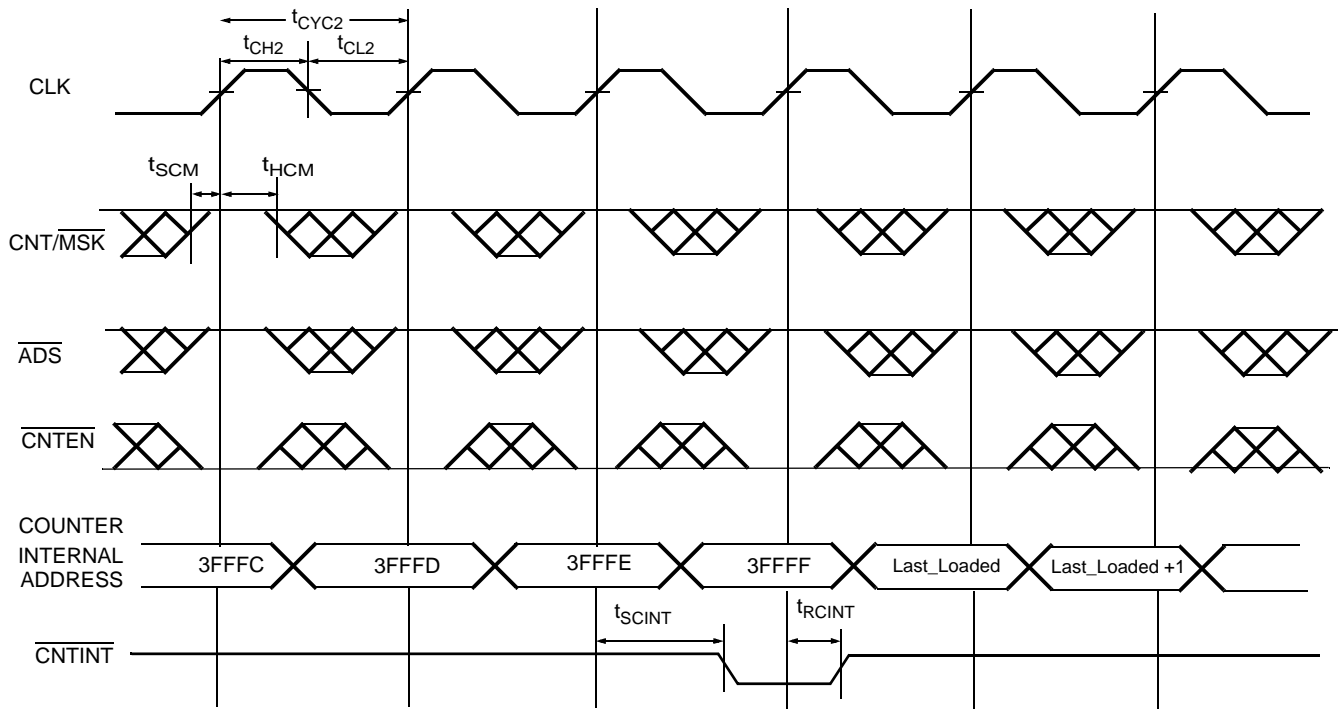 tCYC2
tCH2
tCL2
CLK
tSCM
tHCM
CNT/MSK
ADS
CNTEN
COUNTER
INTERNAL
ADDRESS
3FFFC
3FFFD
3FFFE
3FFFF
Last_Loaded
Last_Loaded +1
tSCINT
tRCINT
CNTINT